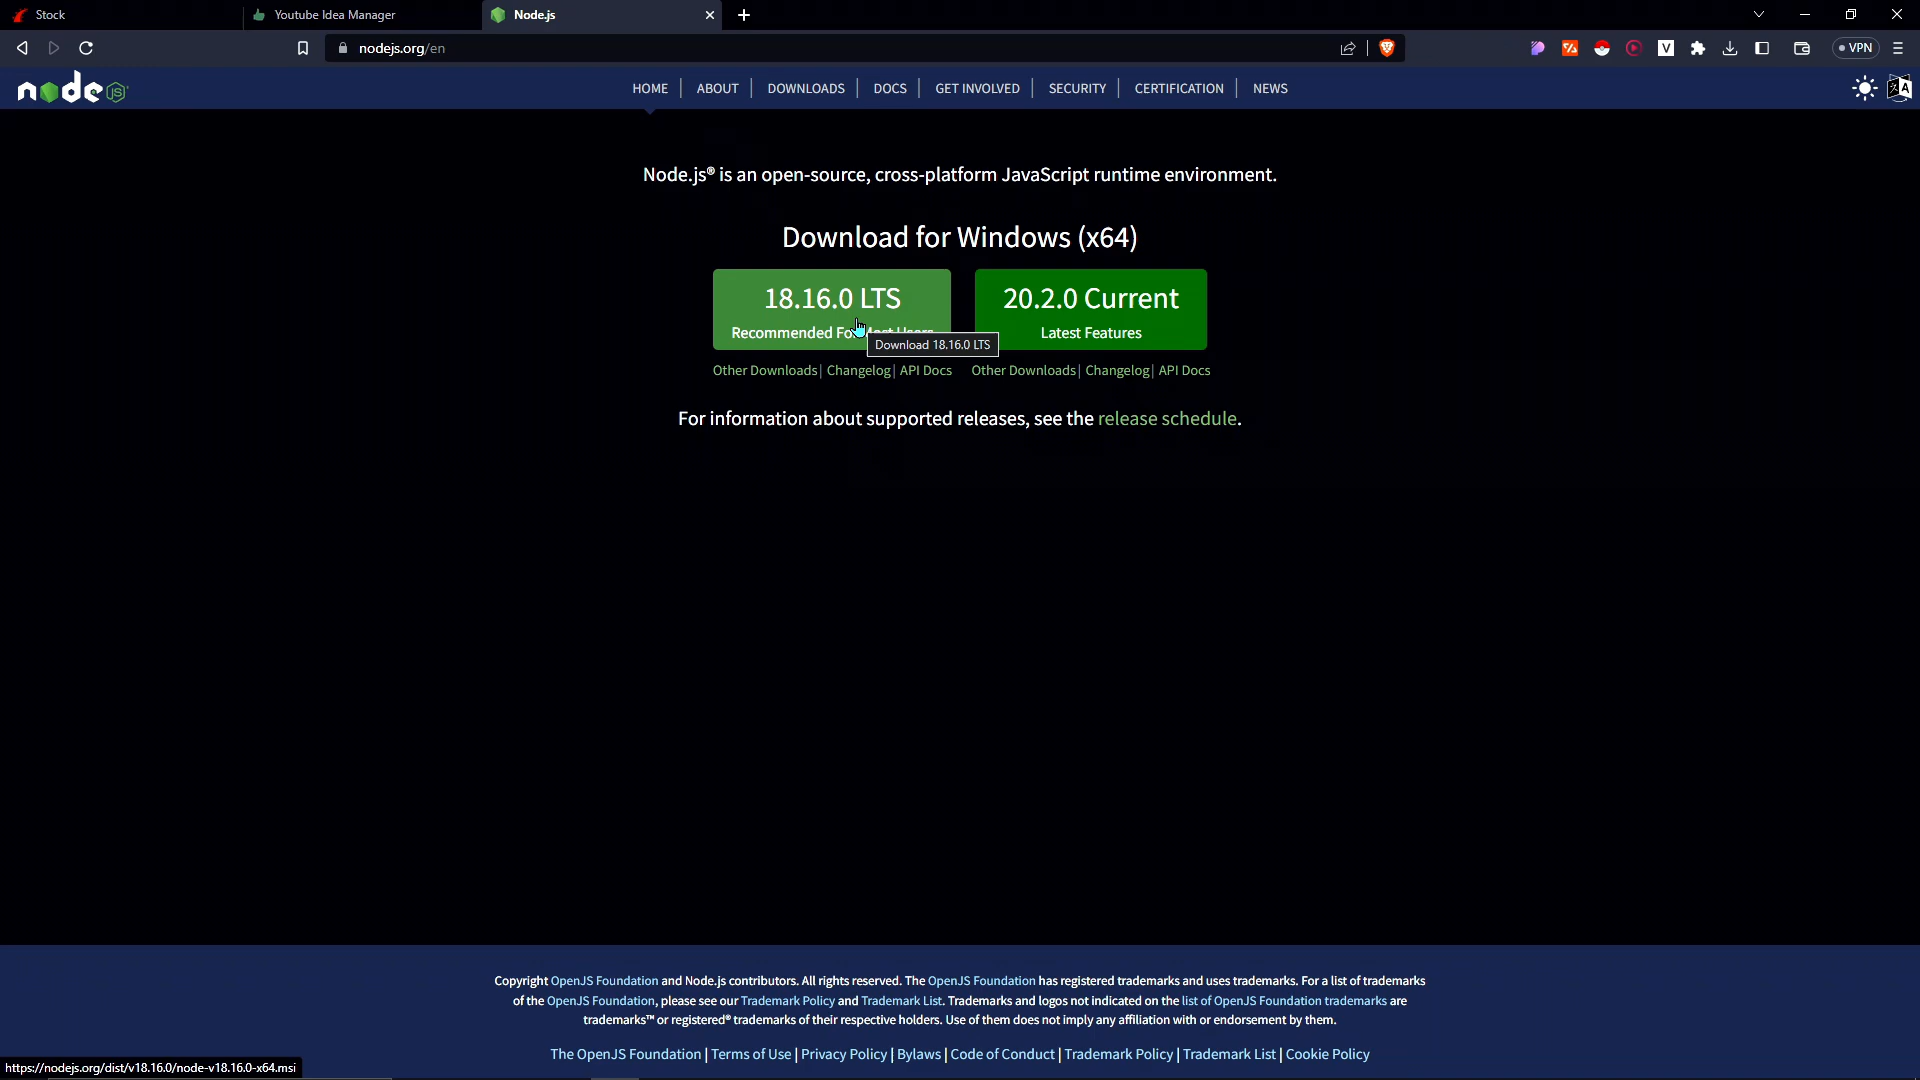 Stock
Youtube Idea Manager
Node.js
nodejs.org/en
V
VPN
node JS
HOME
ABOUT
DOWNLOADS
DOCS
GET INVOLVED
SECURITY
CERTIFICATION
NEWS
A
Node.js® is an open-source, cross-platform JavaScript runtime environment.
Download for Windows (x64)
18.16.0 LTS
Recommended For Most Users
20.2.0 Current
Latest Features
Download 18.16.0 LTS
Other Downloads | Changelog | API Docs
Other Downloads | Changelog | API Docs
For information about supported releases, see the release schedule.
Copyright OpenJS Foundation and Node.js contributors. All rights reserved. The OpenJS Foundation has registered trademarks and uses trademarks. For a list of trademarks
of the OpenJS Foundation, please see our Trademark Policy and Trademark List. Trademarks and logos not indicated on the list of OpenJS Foundation trademarks are
trademarks™ or registered® trademarks of their respective holders. Use of them does not imply any affiliation with or endorsement by them.
The OpenJS Foundation | Terms of Use | Privacy Policy | Bylaws | Code of Conduct | Trademark Policy | Trademark List | Cookie Policy
https://nodejs.org/dist/v18.16.0/node-v18.16.0-x64.msi